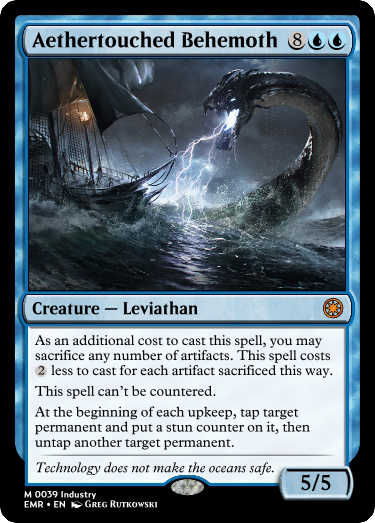 Aethertouched Behemoth 8
Creature — Leviathan
As an additional cost to cast this spell, you may
sacrifice any number of artifacts. This spell costs
2 less to cast for each artifact sacrificed this way.
This spell can't be countered.
At the beginning of each upkeep, tap target
permanent and put a stun counter on it, then
untap another target permanent.
Technology does not make the oceans safe.
5/5
M 0039 Industry
EMR • EN Greg Rutkowski